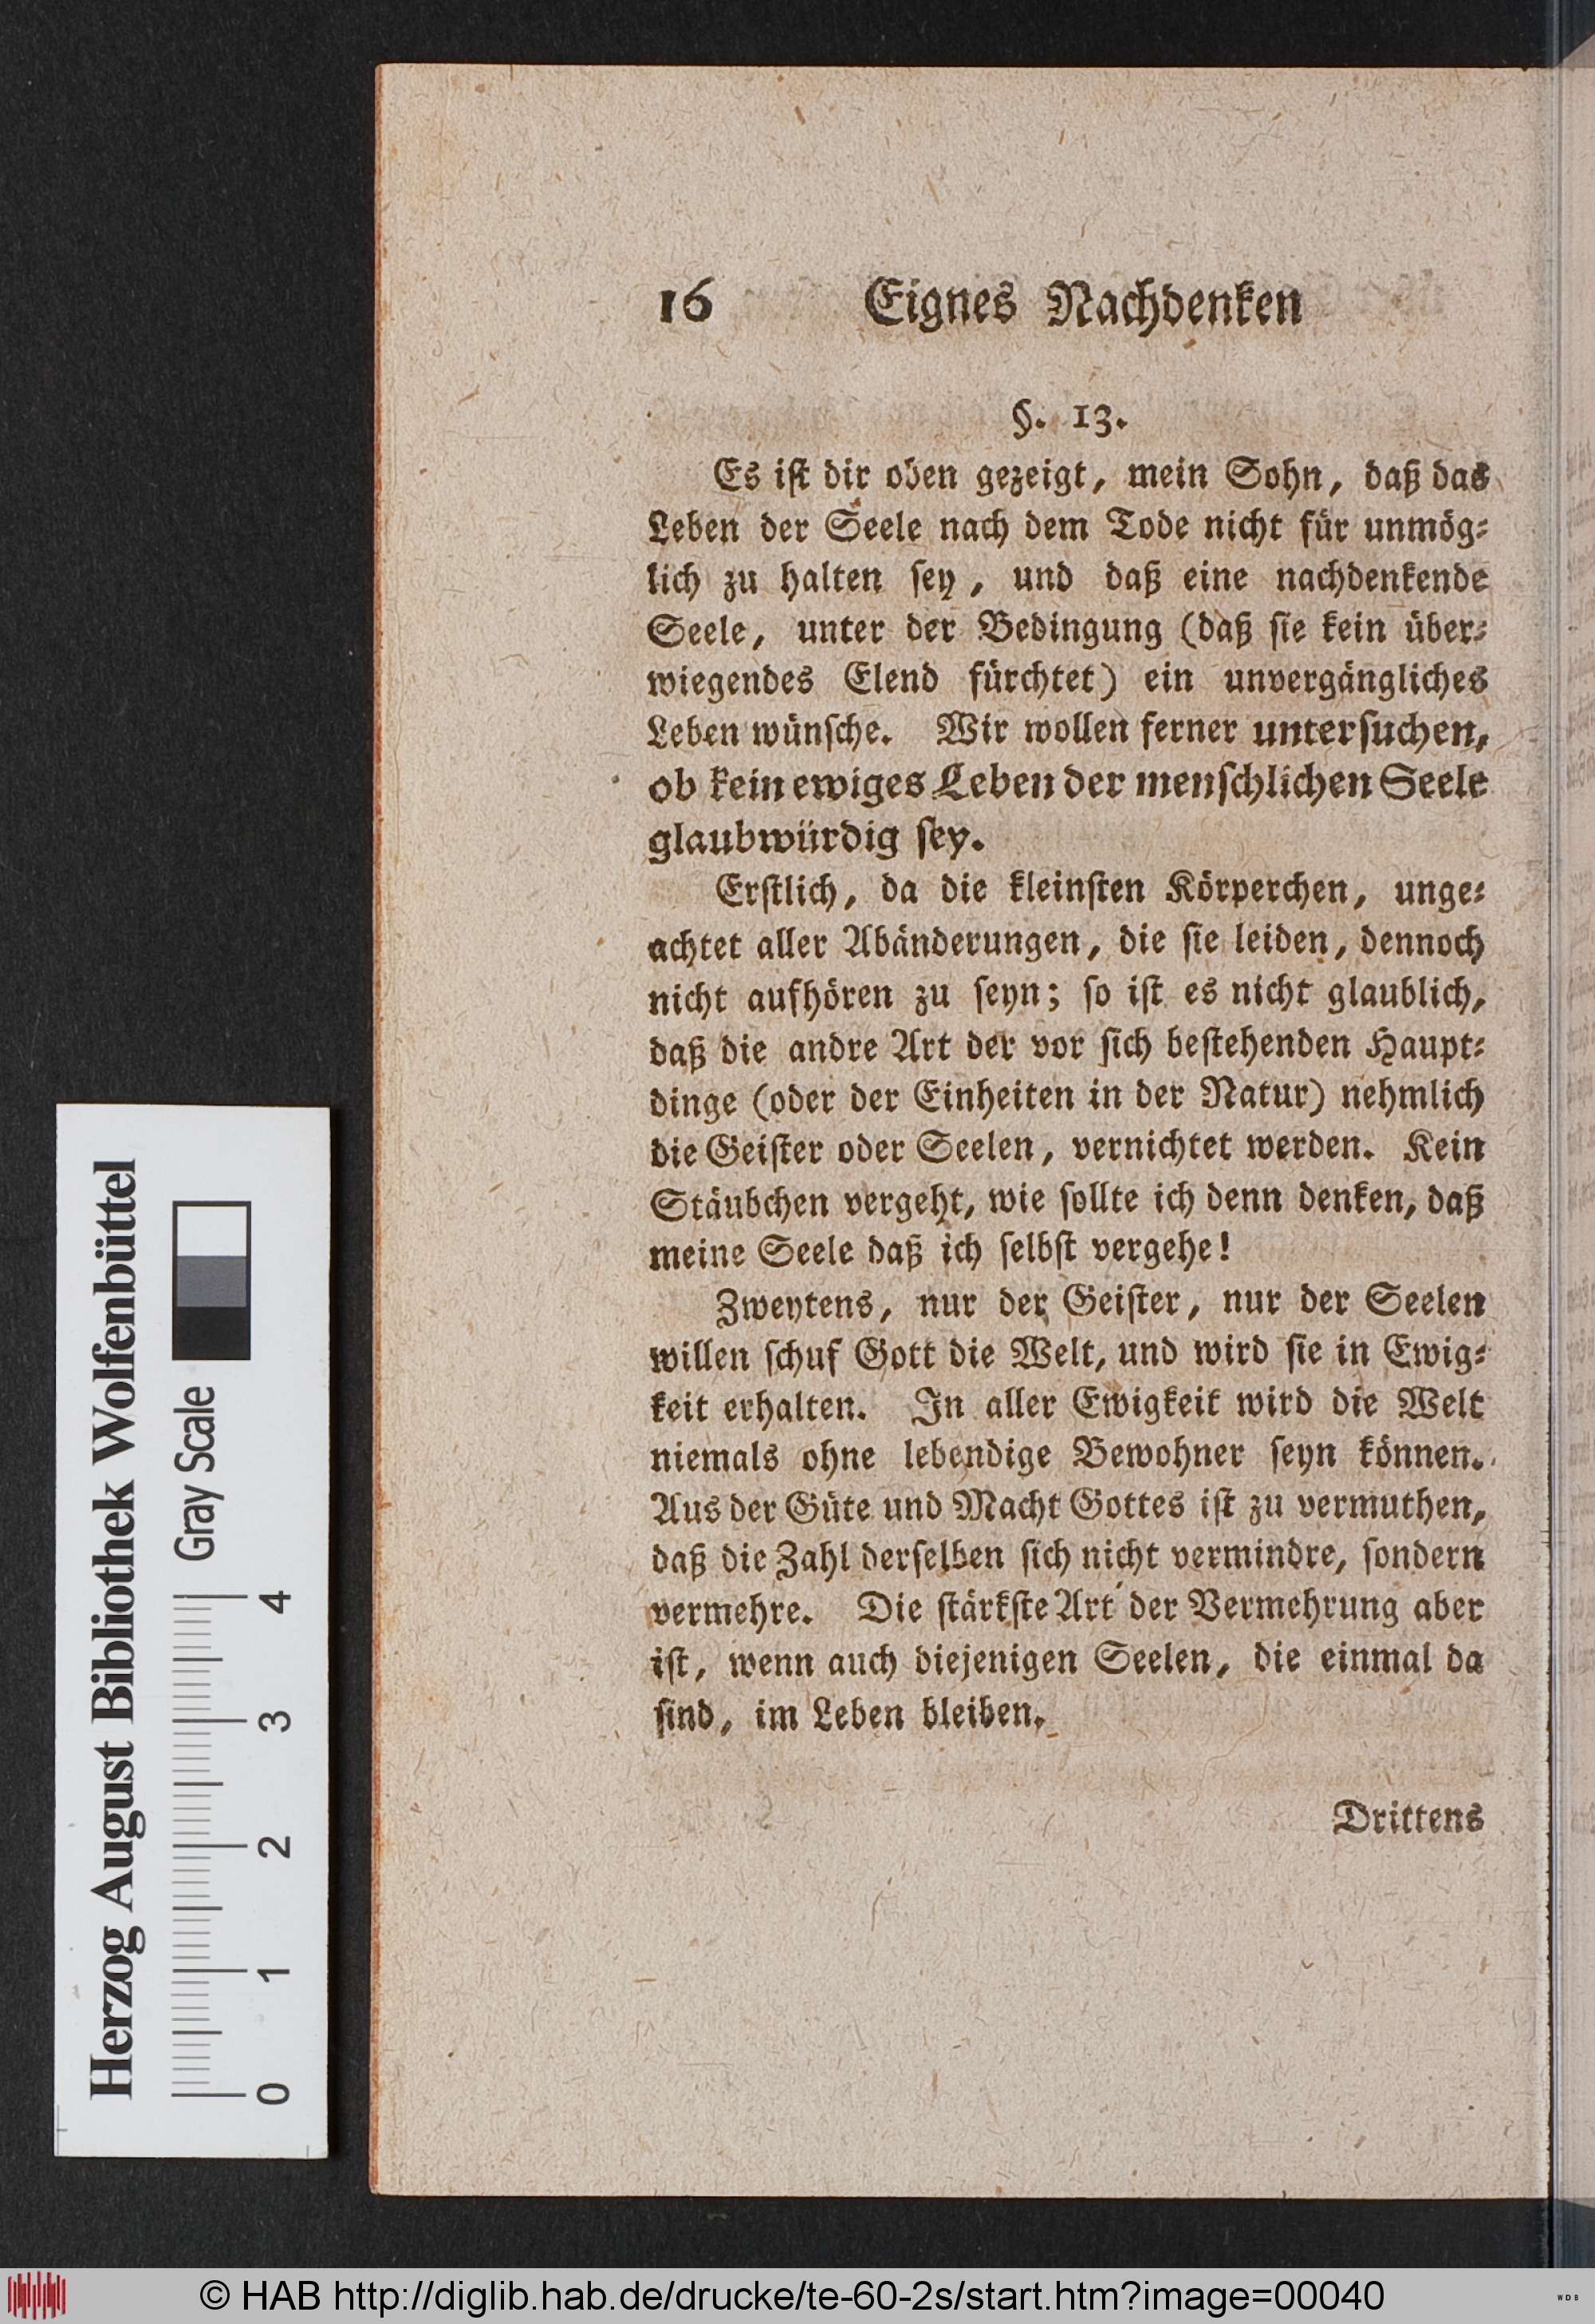 16 Eignes Nachdenken
§. 13.
Es iſt dir oben gezeigt, mein Sohn, daß das
Leben der Seele nach dem Tode nicht für unmög⸗
lich zu halten ſey, und daß eine nachdenkende
Seele, unter der Bedingung (daß ſie kein über⸗
wiegendes Elend fürchtet) ein unvergängliches
Leben wünſche. Wir wollen ferner unterſuchen,
ob kein ewiges Leben der menſchlichen Seele
glaubwürdig ſey.
Erſtlich, da die kleinſten Körperchen, unge⸗
achtet aller Abänderungen, die ſie leiden, dennoch
nicht aufhören zu ſeyn; ſo iſt es nicht glaublich,
daß die andre Art der vor ſich beſtehenden Haupt⸗
dinge (oder der Einheiten in der Natur) nehmlich
die Geiſter oder Seelen, vernichtet werden. Kein
Stäubchen vergeht, wie ſollte ich denn denken, daß
meine Seele daß ich ſelbſt vergehe!
Zweytens, nur der Geiſter, nur der Seelen
willen ſchuf Gott die Welt, und wird ſie in Ewig⸗
keit erhalten. In aller Ewigkeit wird die Welt
niemals ohne lebendige Bewohner ſeyn können.
Aus der Güte und Macht Gottes iſt zu vermuthen,
daß die Zahl derſelben ſich nicht vermindre, ſondern
vermehre. Die ſtärkſte Art der Vermehrung aber
iſt, wenn auch diejenigen Seelen, die einmal da
ſind, im Leben bleiben.
Drittens
Herzog August Bibliothek Wolfenbüttel
Gray Scale
0 1 2 3 4
© HAB http://diglib.hab.de/drucke/te-60-2s/start.htm?image=00040
WDB